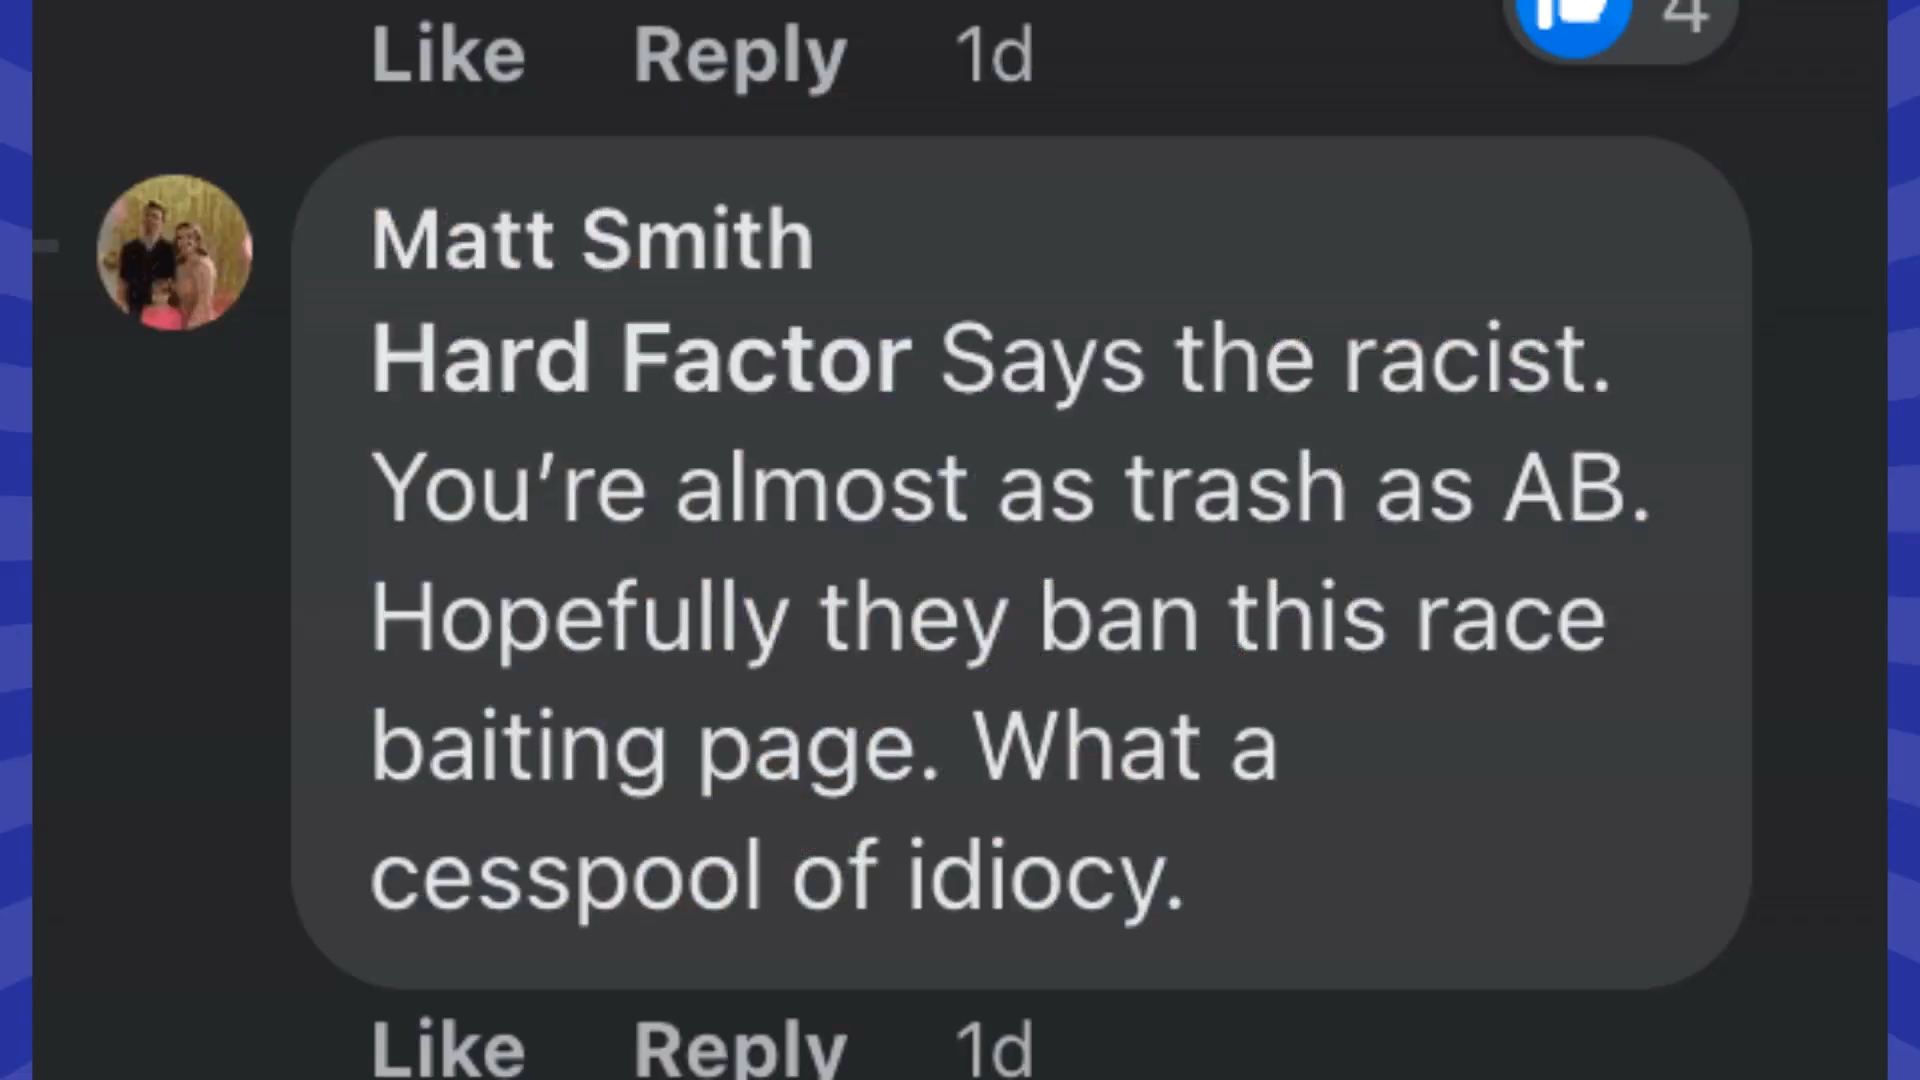 Like Reply 1d 4
Matt Smith
Hard Factor Says the racist.
You’re almost as trash as AB.
Hopefully they ban this race
baiting page. What a
cesspool of idiocy.
Like Reply 1d